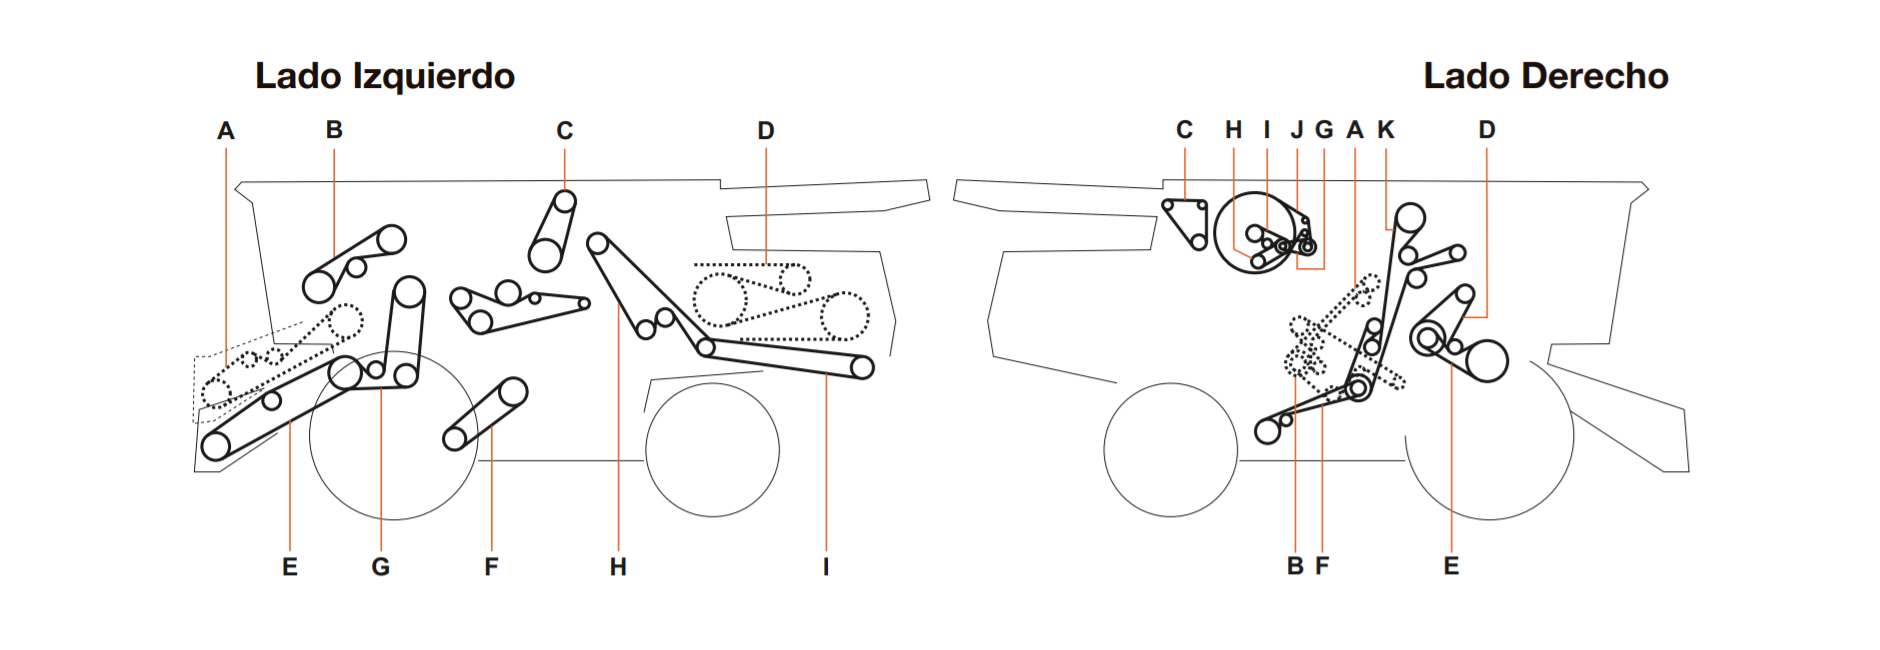 Lado Izquierdo
Lado Derecho
A B C D
C H I J G A K D
E G F H I
B F E